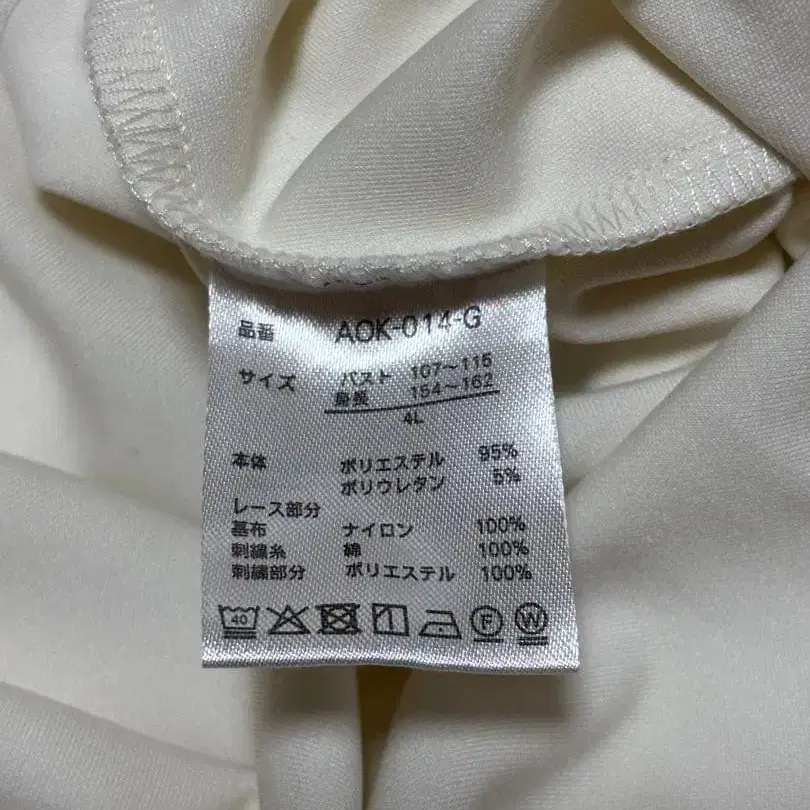 品番 AOK-014-G
サイズ バスト 107〜115
身長 154〜162
4L
本体 ポリエステル 95%
ポリウレタン 5%
レース部分
基布 ナイロン 100%
刺繍糸 綿 100%
刺繍部分 ポリエステル 100%
40 F W